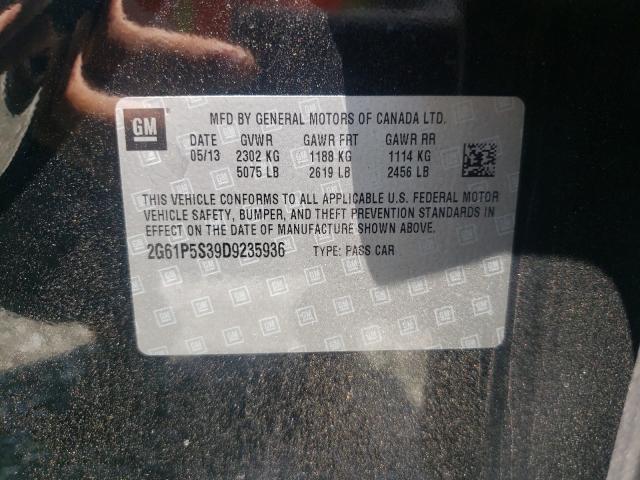 GM
MFD BY GENERAL MOTORS OF CANADA LTD.
DATE GVWR GAWR FRT GAWR RR
05/13 2302 KG 1188 KG 1114 KG
5075 LB 2619 LB 2456 LB
THIS VEHICLE CONFORMS TO ALL APPLICABLE U.S. FEDERAL MOTOR
VEHICLE SAFETY, BUMPER, AND THEFT PREVENTION STANDARDS IN
EFFECT ON THE DATE OF MANUFACTURE SHOWN ABOVE.
2G61P5S39D9235936 TYPE: PASS CAR